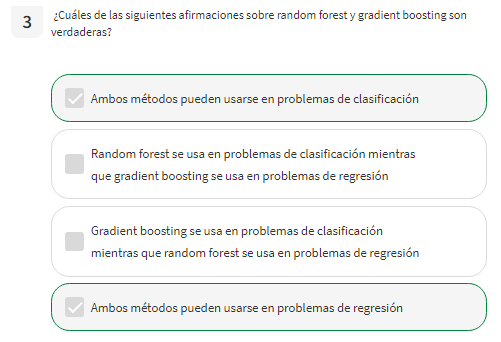 3
¿Cuáles de las siguientes afirmaciones sobre random forest y gradient boosting son
verdaderas?
Ambos métodos pueden usarse en problemas de clasificación
Random forest se usa en problemas de clasificación mientras
que gradient boosting se usa en problemas de regresión
Gradient boosting se usa en problemas de clasificación
mientras que random forest se usa en problemas de regresión
Ambos métodos pueden usarse en problemas de regresión